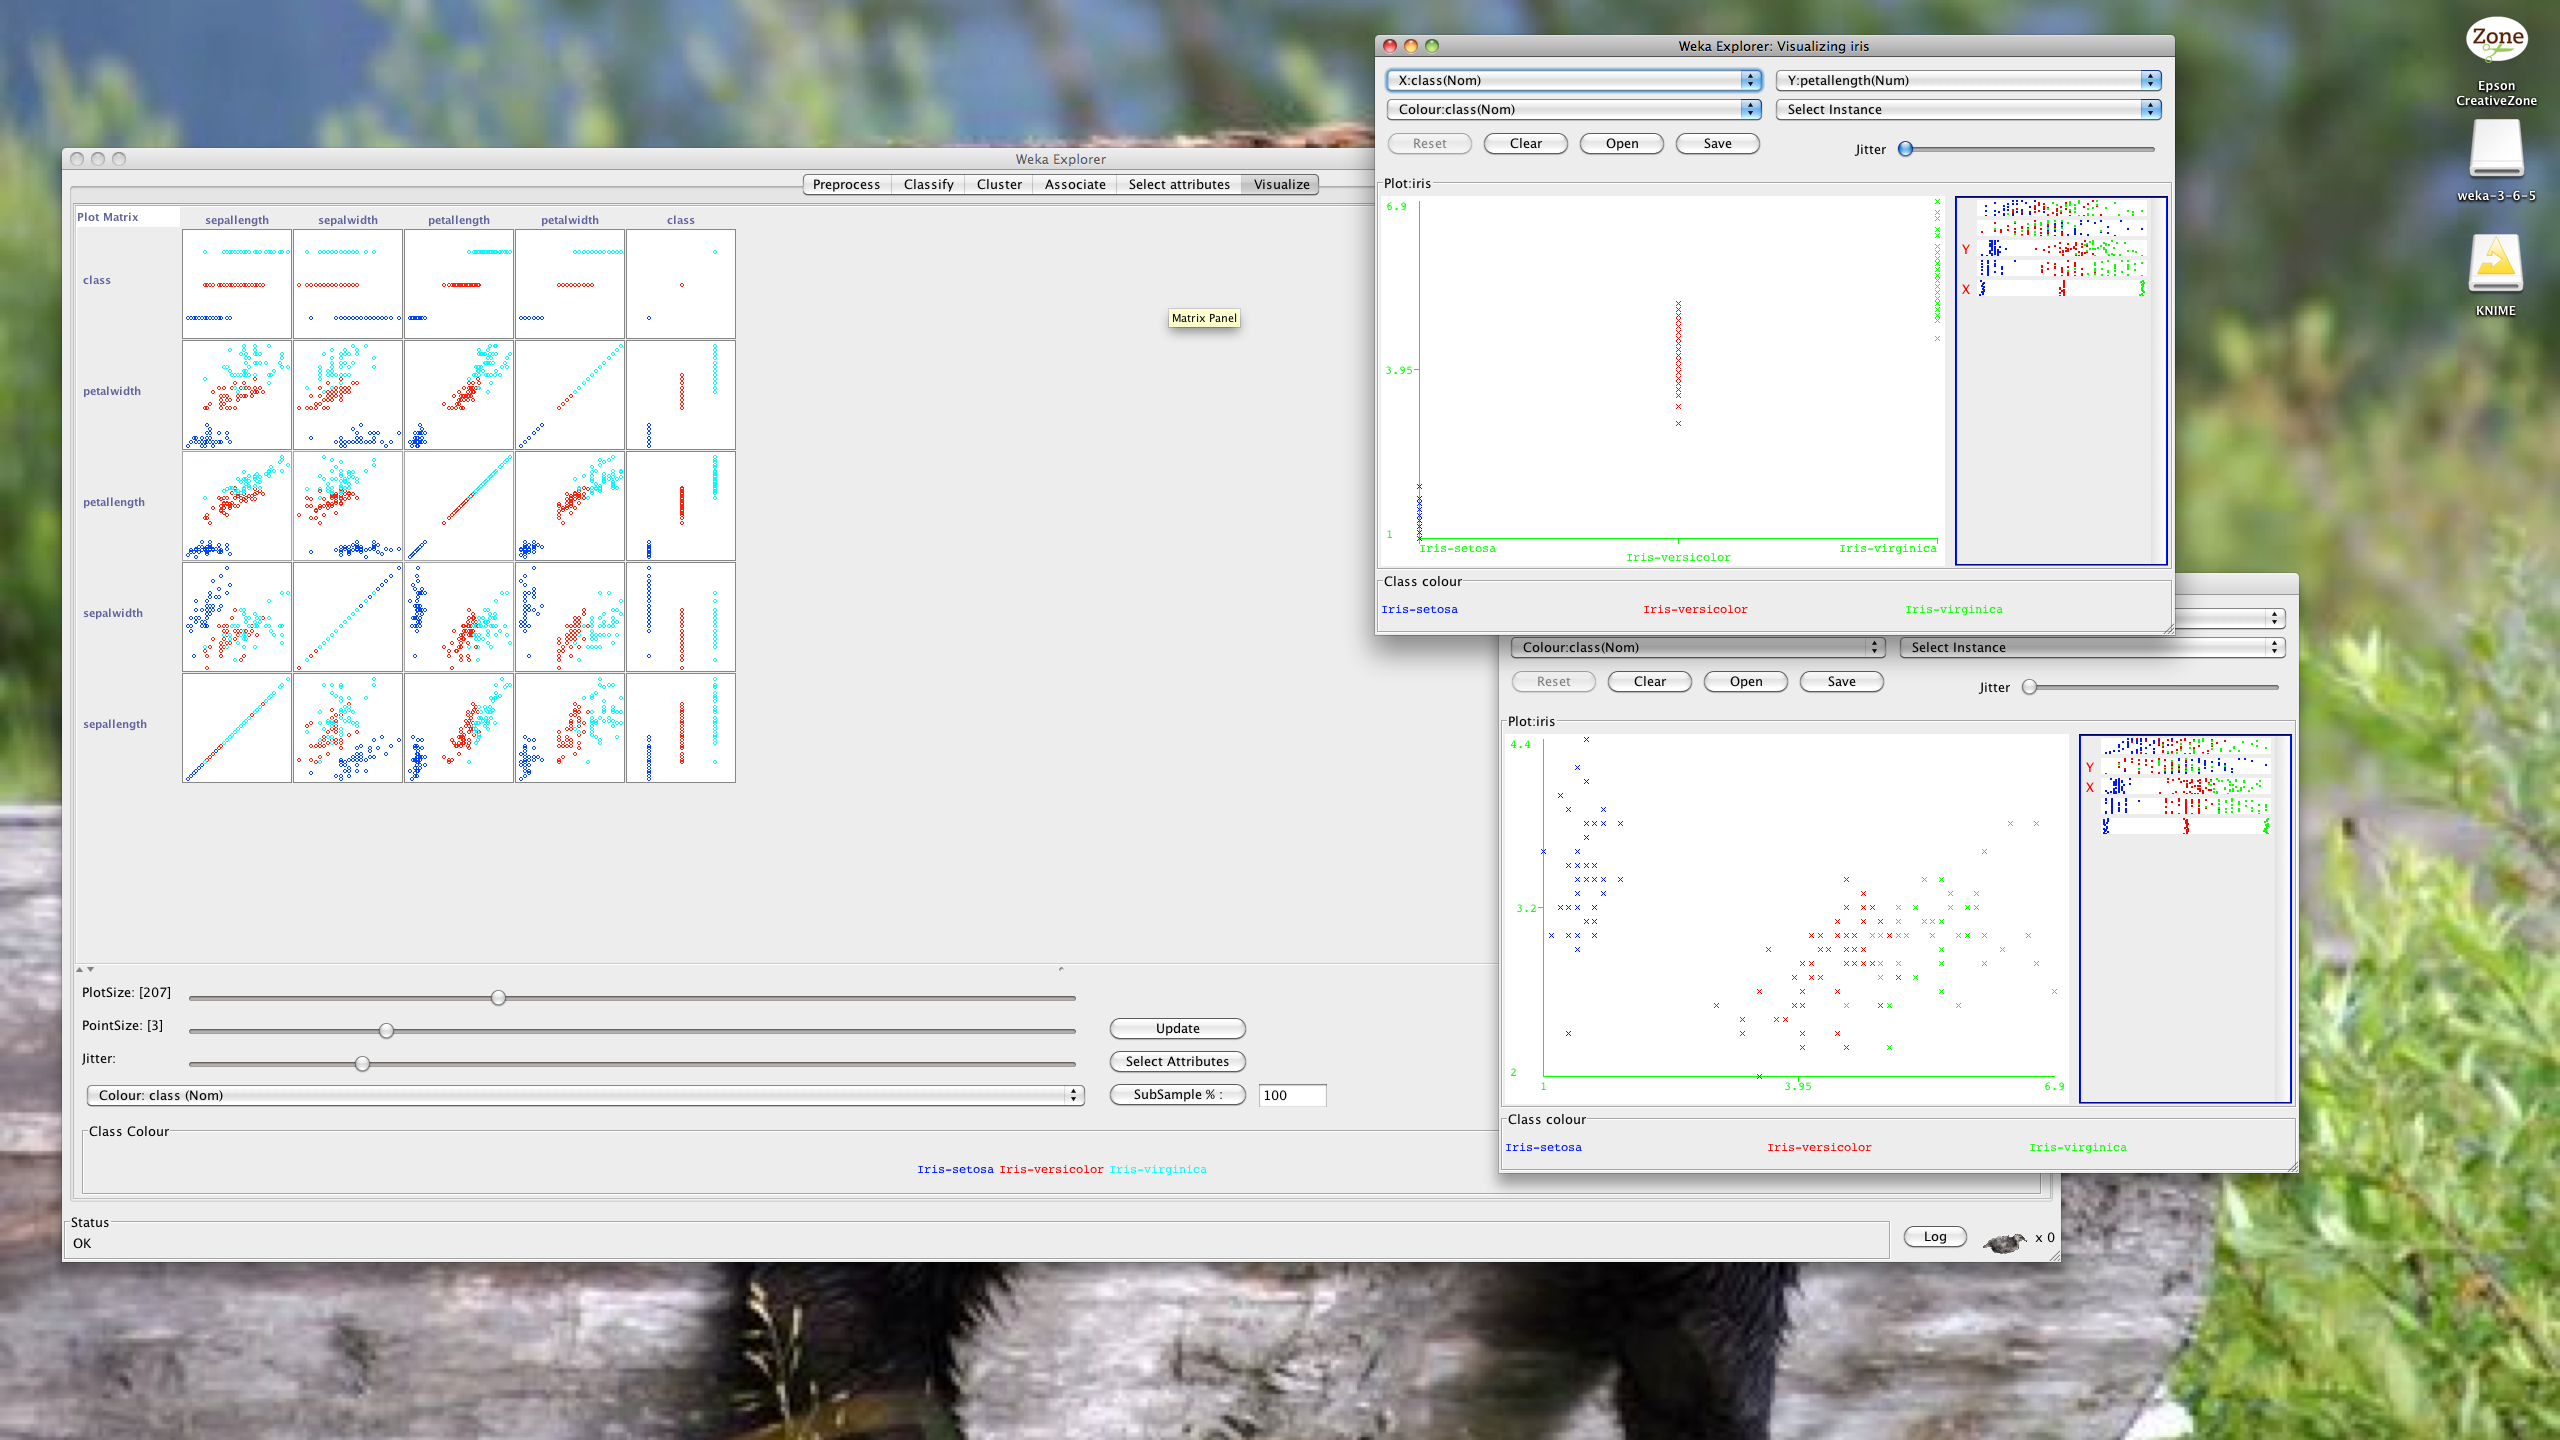 Zone
Epson
CreativeZone
weka-3-6-5
KNIME
Weka Explorer: Visualizing iris
X:class(Nom)
Y:petallength(Num)
Colour:class(Nom)
Select Instance
Reset
Clear
Open
Save
Jitter
Plot:iris
6.9
3.95
1
Iris-setosa
Iris-versicolor
Iris-virginica
Y
X
Class colour
Iris-setosa
Iris-versicolor
Iris-virginica
Weka Explorer
Preprocess
Classify
Cluster
Associate
Select attributes
Visualize
Plot Matrix
sepallength
sepalwidth
petallength
petalwidth
class
class
petalwidth
petallength
sepalwidth
sepallength
Matrix Panel
PlotSize: [207]
PointSize: [3]
Jitter:
Update
Select Attributes
SubSample % :
100
Colour: class (Nom)
Class Colour
Iris-setosa Iris-versicolor Iris-virginica
Status
OK
Log
x 0
Colour:class(Nom)
Select Instance
Reset
Clear
Open
Save
Jitter
Plot:iris
4.4
3.2
2
1
3.95
6.9
Y
X
Class colour
Iris-setosa
Iris-versicolor
Iris-virginica